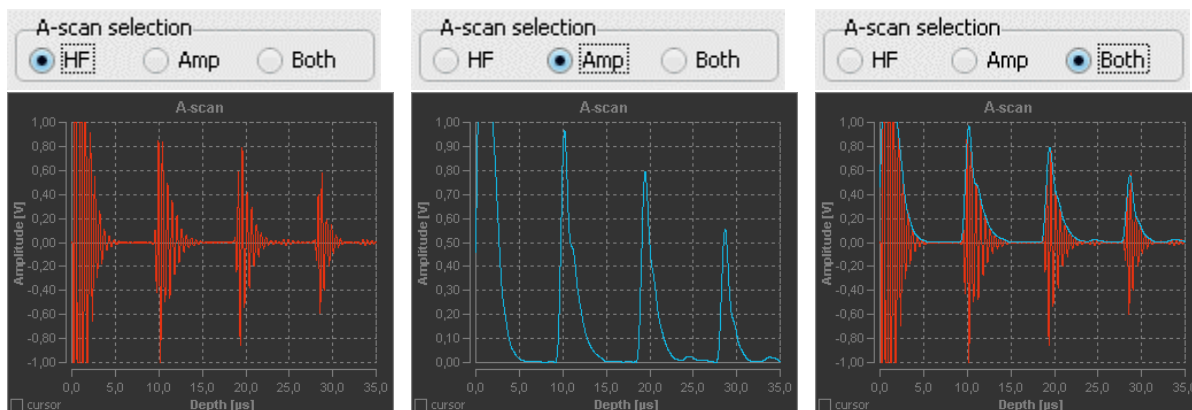 A-scan selection
HF Amp Both
A-scan
1,00
0,80
0,60
0,40
0,20
0,00
-0,20
-0,40
-0,60
-0,80
-1,00
Amplitude [V]
0,0 5,0 10,0 15,0 20,0 25,0 30,0 35,0
cursor Depth [µs]
A-scan selection
HF Amp Both
A-scan
1,00
0,90
0,80
0,70
0,60
0,50
0,40
0,30
0,20
0,10
0,00
Amplitude [V]
0,0 5,0 10,0 15,0 20,0 25,0 30,0 35,0
cursor Depth [µs]
A-scan selection
HF Amp Both
A-scan
1,00
0,80
0,60
0,40
0,20
0,00
-0,20
-0,40
-0,60
-0,80
-1,00
Amplitude [V]
0,0 5,0 10,0 15,0 20,0 25,0 30,0 35,0
cursor Depth [µs]